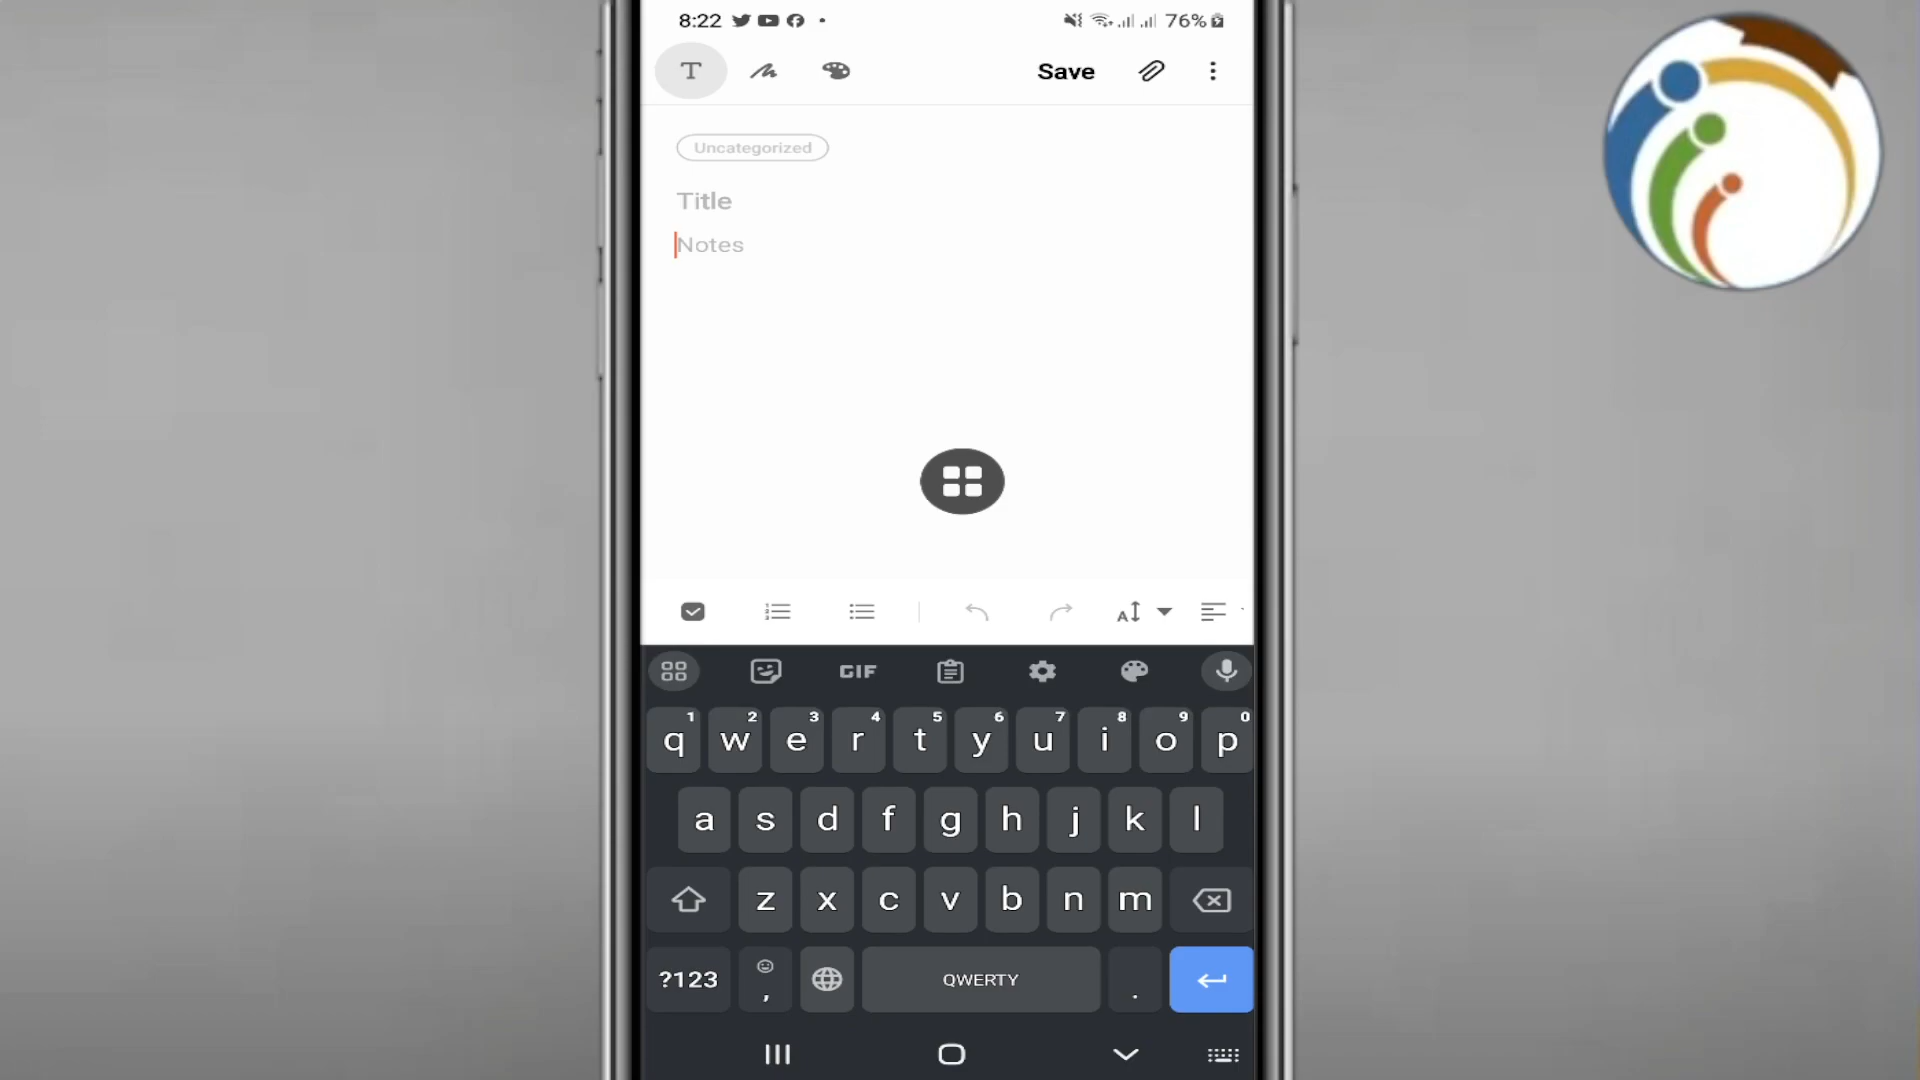 8:22 76%
T Save
Uncategorized
Title
Notes
A
GIF
1 2 3 4 5 6 7 8 9 0
q w e r t y u i o p
a s d f g h j k l
z x c v b n m
?123 , QWERTY .